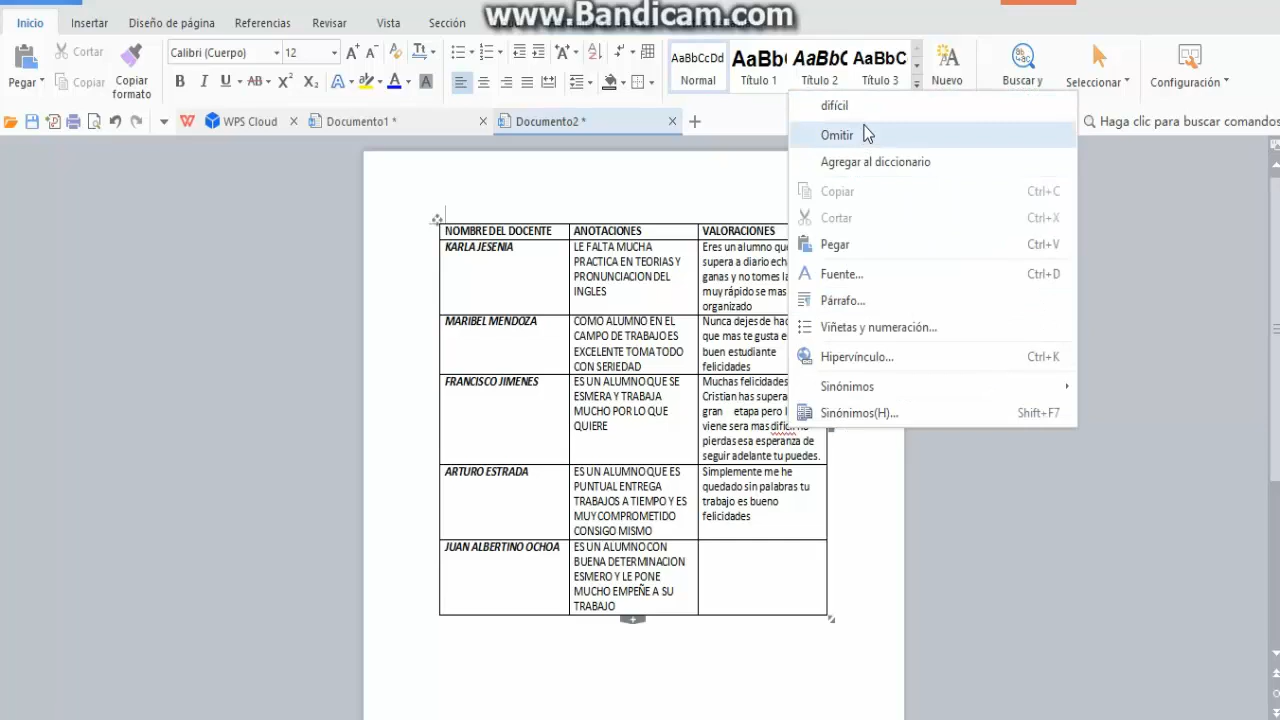 www.Bandicam.com
Inicio Insertar Diseño de página Referencias Revisar Vista Sección
Pegar Cortar Copiar Copiar formato Calibri (Cuerpo) 12
AaBbCcDd Normal Título 1 AaBbC Título 2 AaBbC Título 3 Nuevo Buscar y Seleccionar Configuración
WPS Cloud Documento1 * Documento2 * Haga clic para buscar comandos
difícil
Omitir
Agregar al diccionario
Copiar Ctrl+C
Cortar Ctrl+X
Pegar Ctrl+V
Fuente... Ctrl+D
Párrafo...
Viñetas y numeración...
Hipervínculo... Ctrl+K
Sinónimos
Sinónimos(H)... Shift+F7
NOMBRE DEL DOCENTE ANOTACIONES VALORACIONES
KARLA JESENIA
LE FALTA MUCHA
PRACTICA EN TEORIAS Y
PRONUNCIACION DEL
INGLES
Eres un alumno
supera a diario
ganas y no tomes
muy rápido se mas
organizado
MARIBEL MENDOZA
COMO ALUMNO EN EL
CAMPO DE TRABAJO ES
EXCELENTE TOMA TODO
CON SERIEDAD
Nunca dejes de
que mas te gusta
buen estudiante
felicidades
FRANCISCO JIMENES
ES UN ALUMNO QUE SE
ESMERA Y TRABAJA
MUCHO POR LO QUE
QUIERE
Muchas felicidades
Cristian has
gran etapa pero
viene sera mas
pierdas esa esperanza de
seguir adelante tu puedes.
ARTURO ESTRADA
ES UN ALUMNO QUE ES
PUNTUAL ENTREGA
TRABAJOS A TIEMPO Y ES
MUY COMPROMETIDO
CONSIGO MISMO
Simplemente me he
quedado sin palabras tu
trabajo es bueno
felicidades
JUAN ALBERTINO OCHOA
ES UN ALUMNO CON
BUENA DETERMINACION
ESMERO Y LE PONE
MUCHO EMPEÑE A SU
TRABAJO